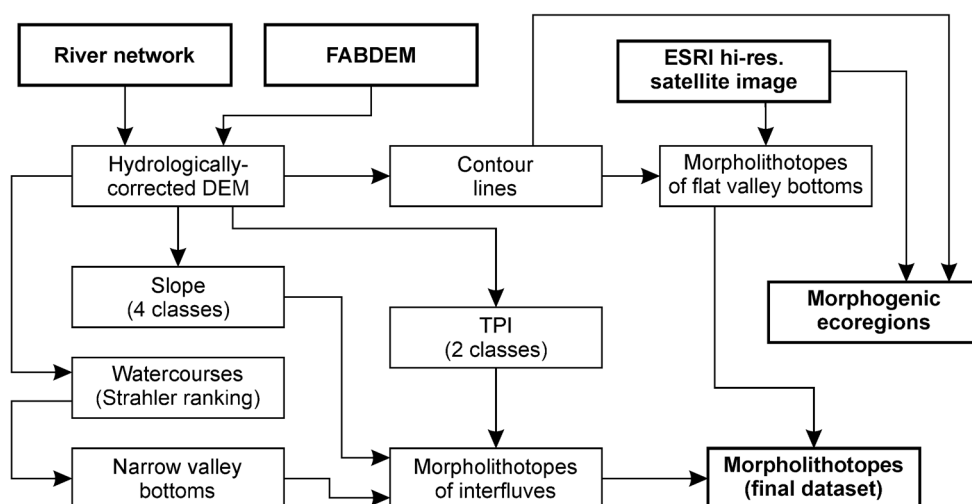 River network
FABDEM
ESRI hi-res.
satellite image
Hydrologically-
corrected DEM
Contour
lines
Morpholithotopes
of flat valley bottoms
Slope
(4 classes)
TPI
(2 classes)
Morphogenic
ecoregions
Watercourses
(Strahler ranking)
Narrow valley
bottoms
Morpholithotopes
of interfluves
Morpholithotopes
(final dataset)